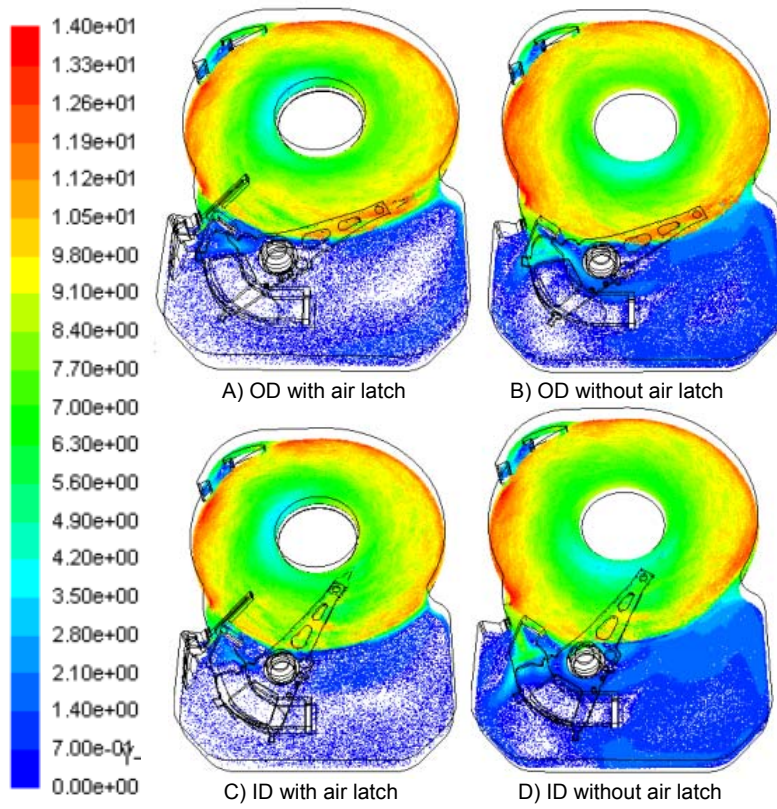 1.40e+01
1.33e+01
1.26e+01
1.19e+01
1.12e+01
1.05e+01
9.80e+00
9.10e+00
8.40e+00
7.70e+00
7.00e+00
6.30e+00
5.60e+00
4.90e+00
4.20e+00
3.50e+00
2.80e+00
2.10e+00
1.40e+00
7.00e-01
0.00e+00
A) OD with air latch
B) OD without air latch
C) ID with air latch
D) ID without air latch